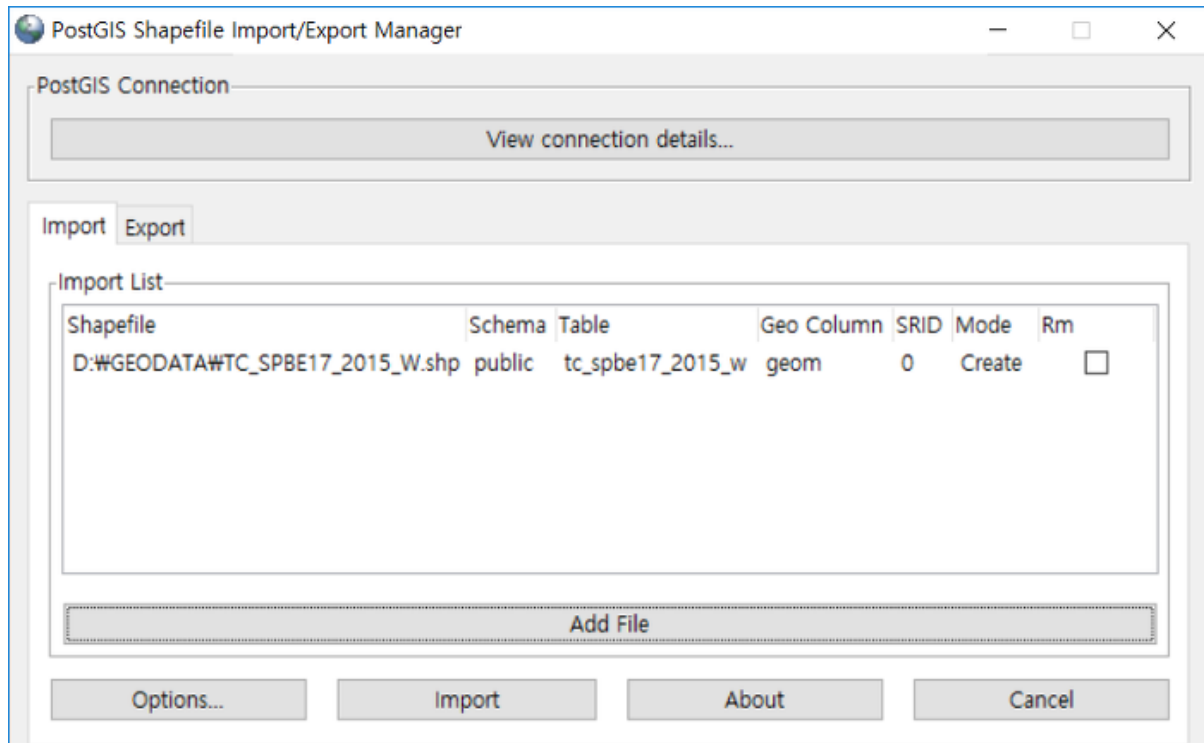 PostGIS Shapefile Import/Export Manager
PostGIS Connection
View connection details...
Import Export
Import List
Shapefile Schema Table Geo Column SRID Mode Rm
D:₩GEODATA₩TC_SPBE17_2015_W.shp public tc_spbe17_2015_w geom 0 Create
Add File
Options... Import About Cancel